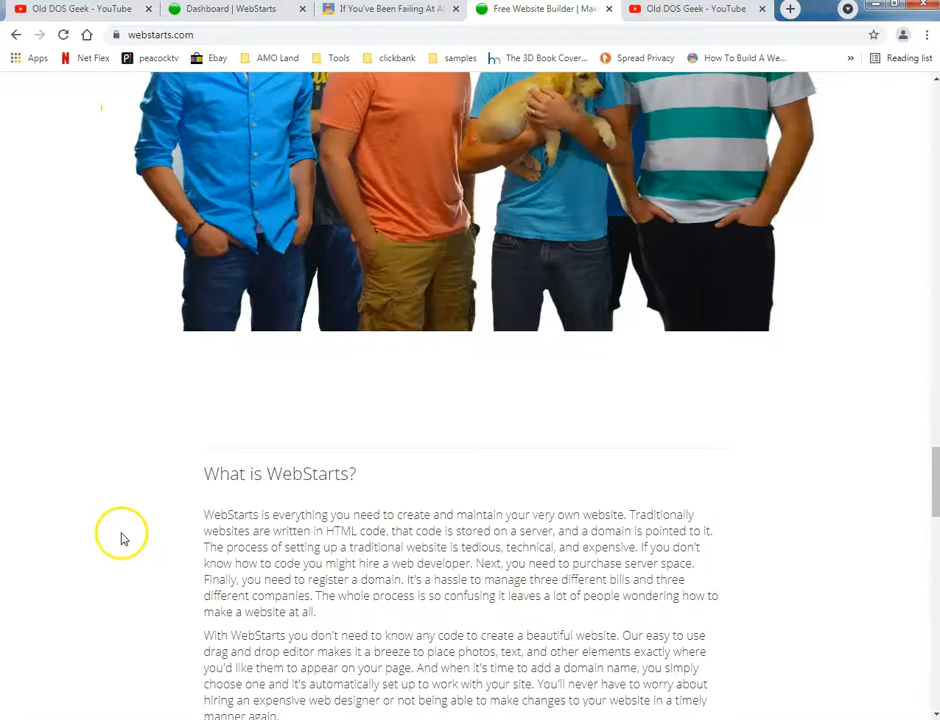 Old DOS Geek - YouTube
Dashboard | WebStarts
If You've Been Failing At A
Free Website Builder | Mak
Old DOS Geek - YouTube
webstarts.com
Apps
Net Flex
peacocktv
Ebay
AMO Land
Tools
clickbank
samples
The 3D Book Cover...
Spread Privacy
How To Build A We...
»
Reading list
What is WebStarts?
WebStarts is everything you need to create and maintain your very own website. Traditionally
websites are written in HTML code, that code is stored on a server, and a domain is pointed to it.
The process of setting up a traditional website is tedious, technical, and expensive. If you don't
know how to code you might hire a web developer. Next, you need to purchase server space.
Finally, you need to register a domain. It's a hassle to manage three different bills and three
different companies. The whole process is so confusing it leaves a lot of people wondering how to
make a website at all.
With WebStarts you don't need to know any code to create a beautiful website. Our easy to use
drag and drop editor makes it a breeze to place photos, text, and other elements exactly where
you'd like them to appear on your page. And when it's time to add a domain name, you simply
choose one and it's automatically set up to work with your site. You'll never have to worry about
hiring an expensive web designer or not being able to make changes to your website in a timely
manner again.